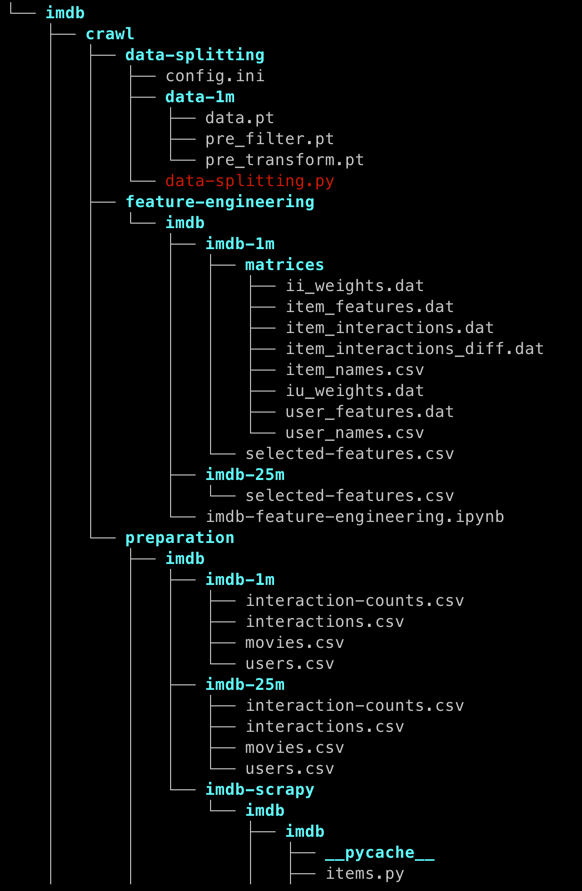 imdb
crawl
data-splitting
config.ini
data-1m
data.pt
pre_filter.pt
pre_transform.pt
data-splitting.py
feature-engineering
imdb
imdb-1m
matrices
ii_weights.dat
item_features.dat
item_interactions.dat
item_interactions_diff.dat
item_names.csv
iu_weights.dat
user_features.dat
user_names.csv
selected-features.csv
imdb-25m
selected-features.csv
imdb-feature-engineering.ipynb
preparation
imdb
imdb-1m
interaction-counts.csv
interactions.csv
movies.csv
users.csv
imdb-25m
interaction-counts.csv
interactions.csv
movies.csv
users.csv
imdb-scrapy
imdb
imdb
__pycache__
items.py